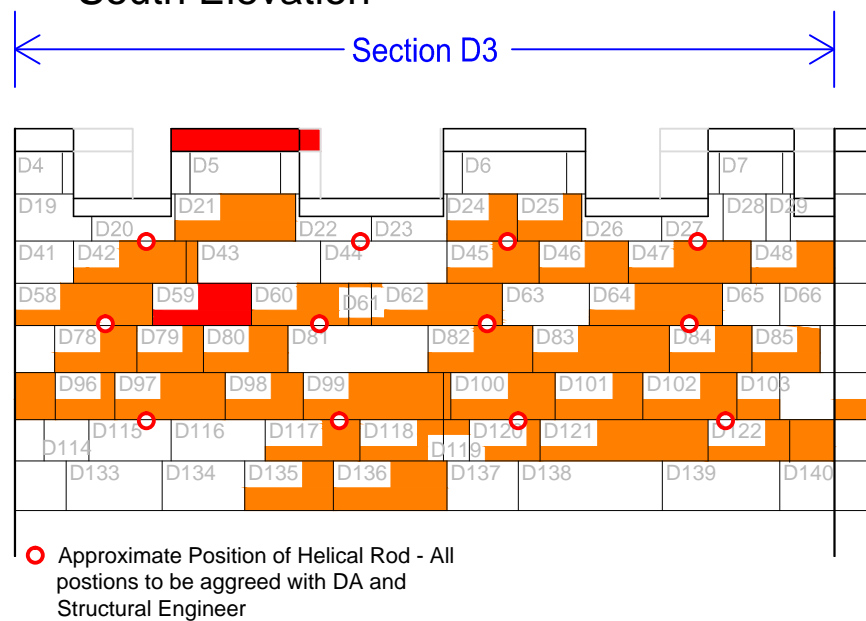 South Elevation
Section D3
D4 D5 D6 D7
D19 D21 D24 D25 D28 D29
D20 D22 D23 D26 D27
D41 D42 D43 D44 D45 D46 D47 D48
D58 D59 D60 D61 D62 D63 D64 D65 D66
D78 D79 D80 D81 D82 D83 D84 D85
D96 D97 D98 D99 D100 D101 D102 D103
D115 D116 D117 D118 D120 D121 D122
D114 D119
D133 D134 D135 D136 D137 D138 D139 D140
Approximate Position of Helical Rod - All
postions to be aggreed with DA and
Structural Engineer